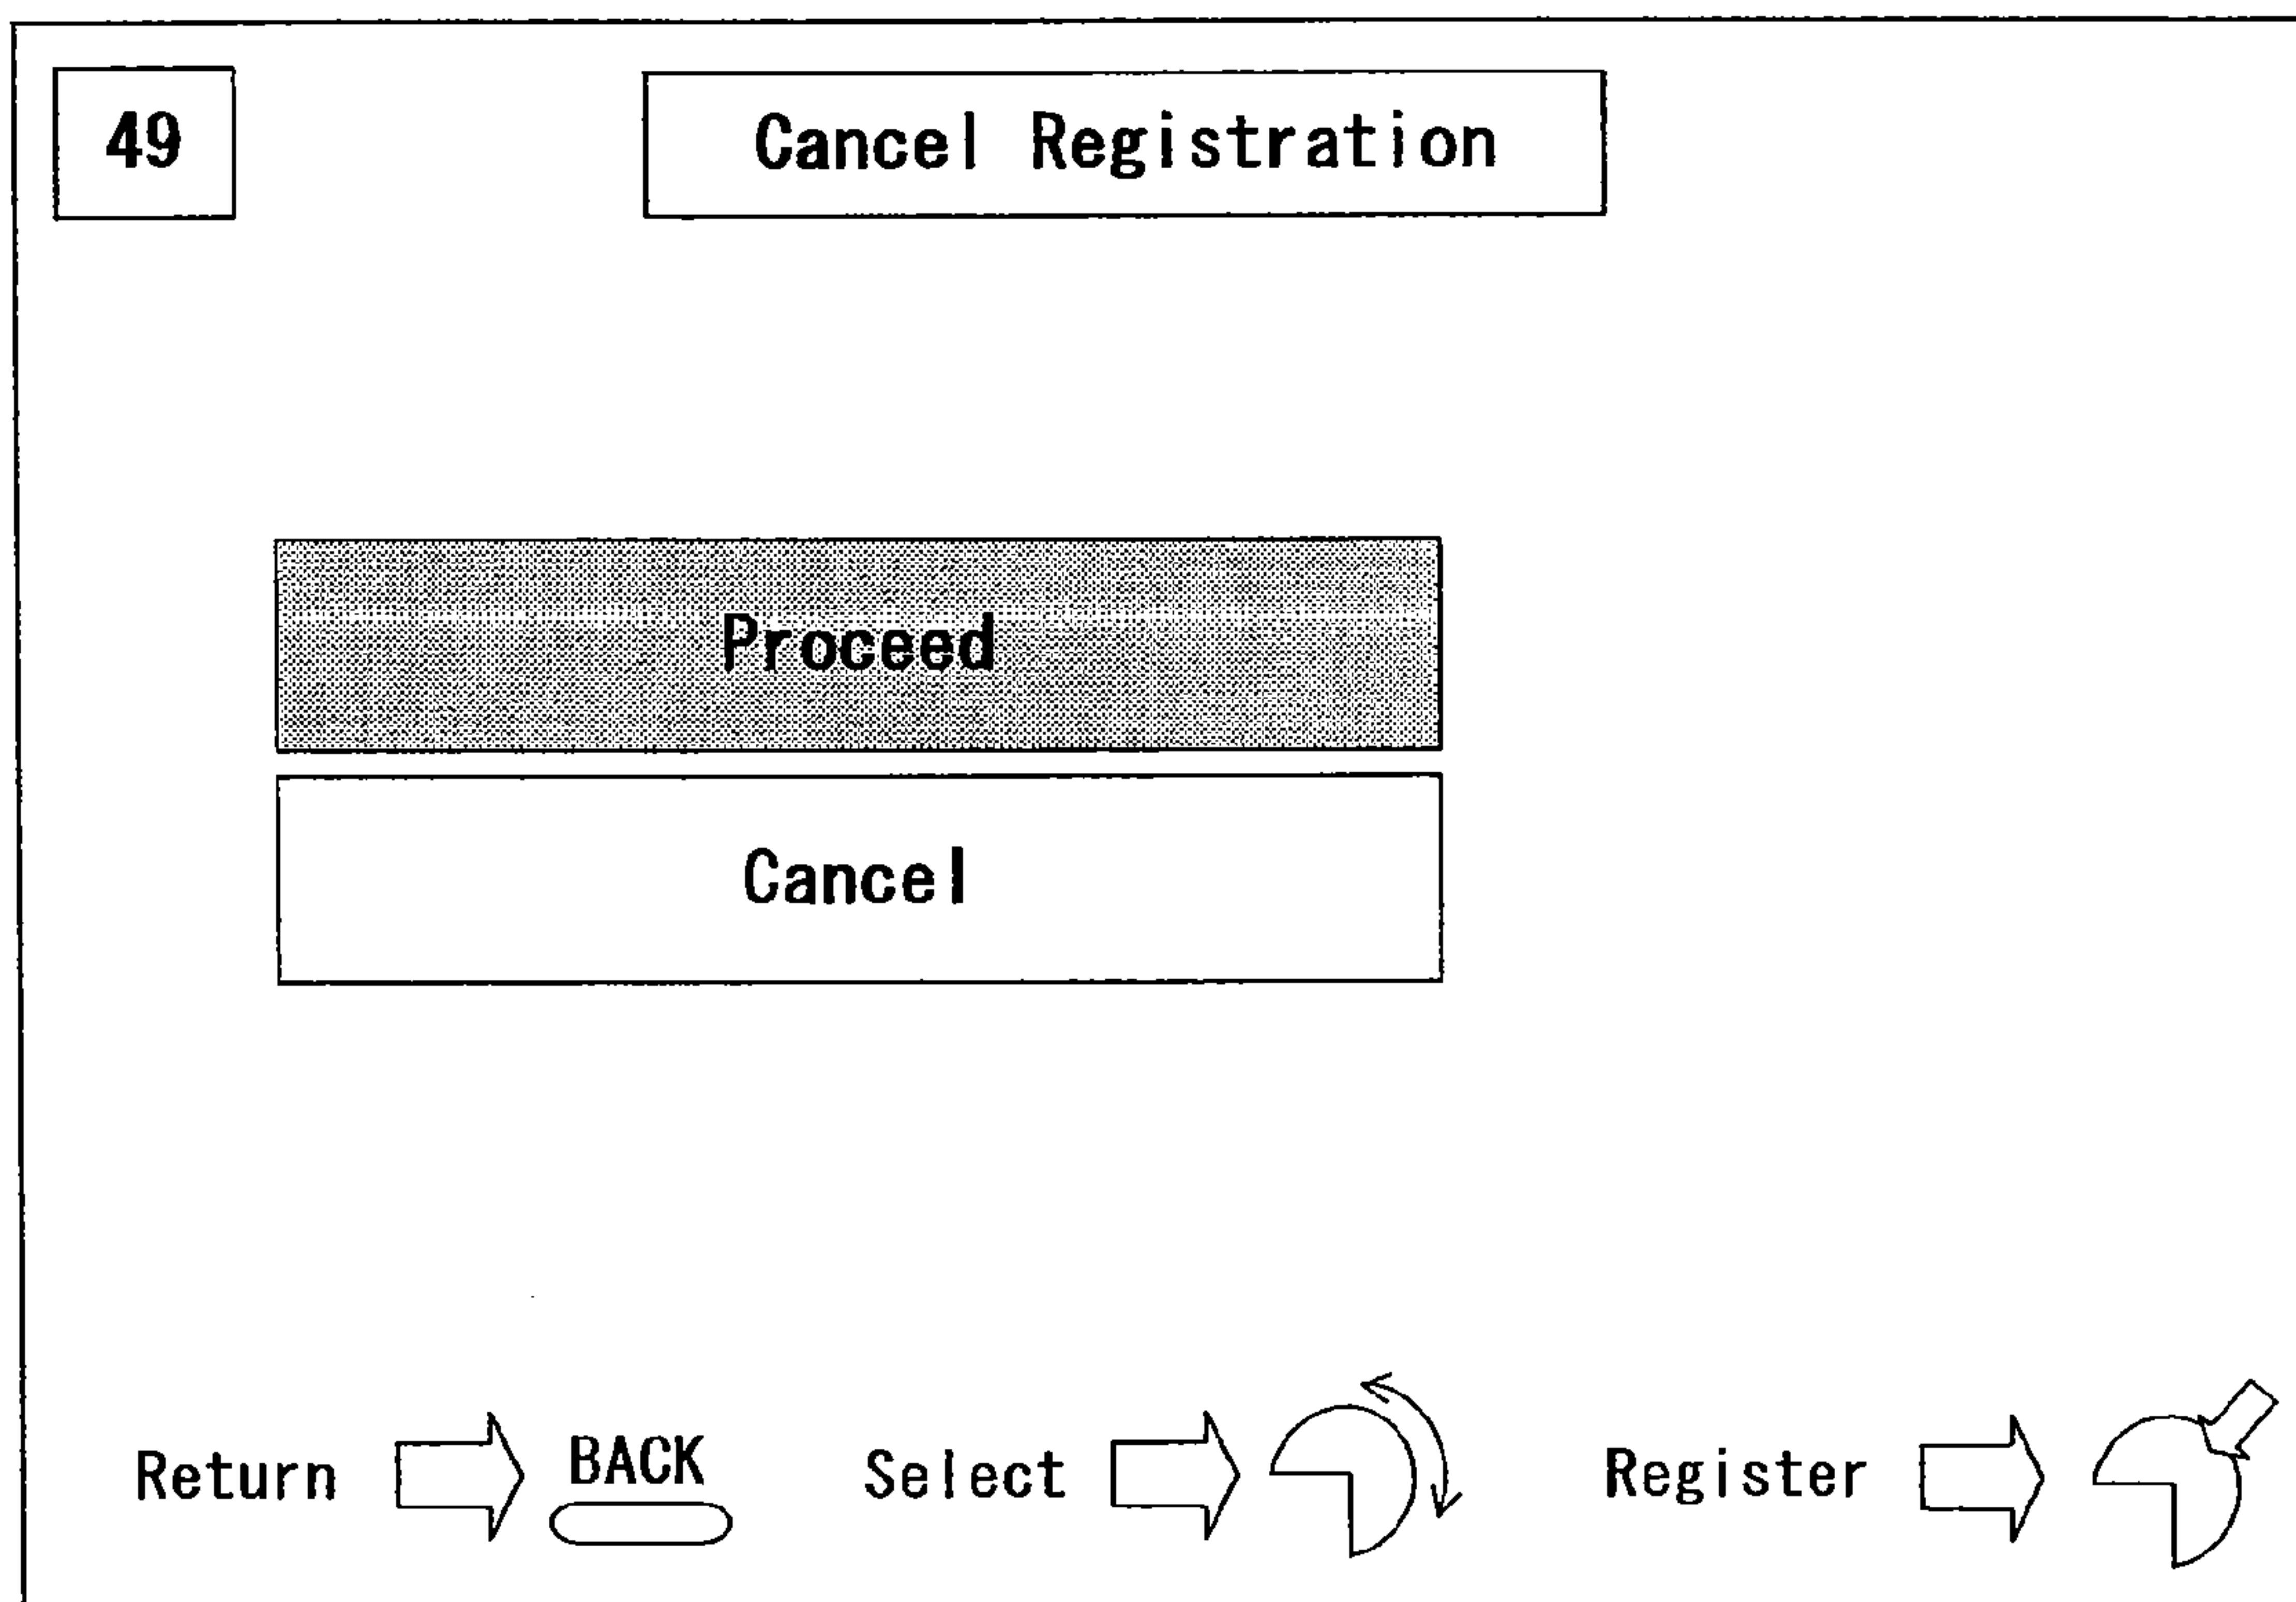 49
Cancel Registration
Proceed
Cancel
Return
BACK
Select
Register